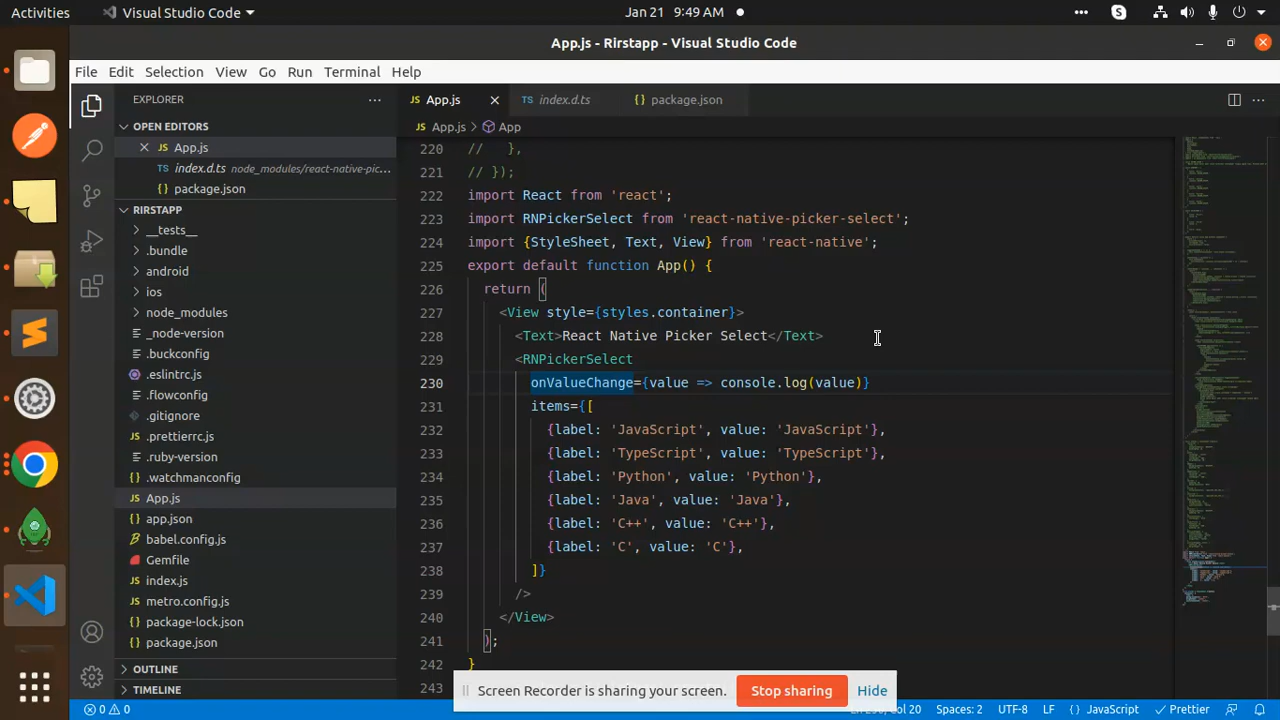 Activities
Visual Studio Code
Jan 21 9:49 AM
App.js - Rirstapp - Visual Studio Code
File Edit Selection View Go Run Terminal Help
EXPLORER
OPEN EDITORS
App.js
index.d.ts node_modules/react-native-pic...
package.json
RIRSTAPP
__tests__
.bundle
android
ios
node_modules
_node-version
.buckconfig
.eslintrc.js
.flowconfig
.gitignore
.prettierrc.js
.ruby-version
.watchmanconfig
App.js
app.json
babel.config.js
Gemfile
index.js
metro.config.js
package-lock.json
package.json
OUTLINE
TIMELINE
App.js
index.d.ts
package.json
App.js > App
220 // },
221 // });
222 import React from 'react';
223 import RNPickerSelect from 'react-native-picker-select';
224 import {StyleSheet, Text, View} from 'react-native';
225 export default function App() {
226 return (
227 <View style={styles.container}>
228 <Text>React Native Picker Select</Text>
229 <RNPickerSelect
230 onValueChange={value => console.log(value)}
231 items={[
232 {label: 'JavaScript', value: 'JavaScript'},
233 {label: 'TypeScript', value: 'TypeScript'},
234 {label: 'Python', value: 'Python'},
235 {label: 'Java', value: 'Java'},
236 {label: 'C++', value: 'C++'},
237 {label: 'C', value: 'C'},
238 ]}
239 />
240 </View>
241 );
242 }
243
Screen Recorder is sharing your screen.
Stop sharing
Hide
0 0
Col 20
Spaces: 2
UTF-8
LF
{ } JavaScript
Prettier